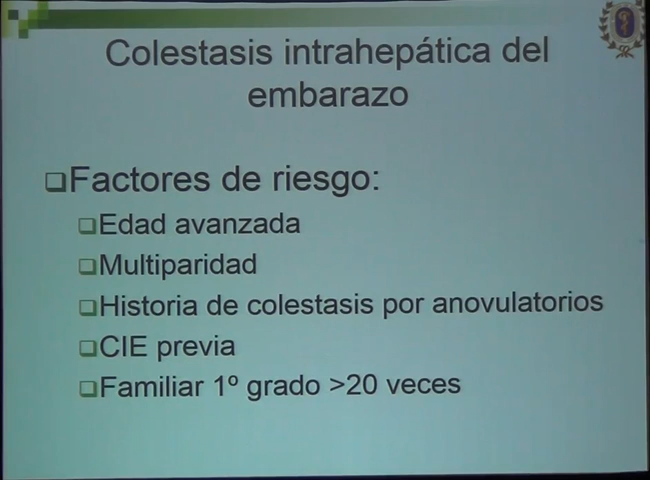 Colestasis intrahepática del
embarazo
Factores de riesgo:
Edad avanzada
Multiparidad
Historia de colestasis por anovulatorios
CIE previa
Familiar 1º grado >20 veces